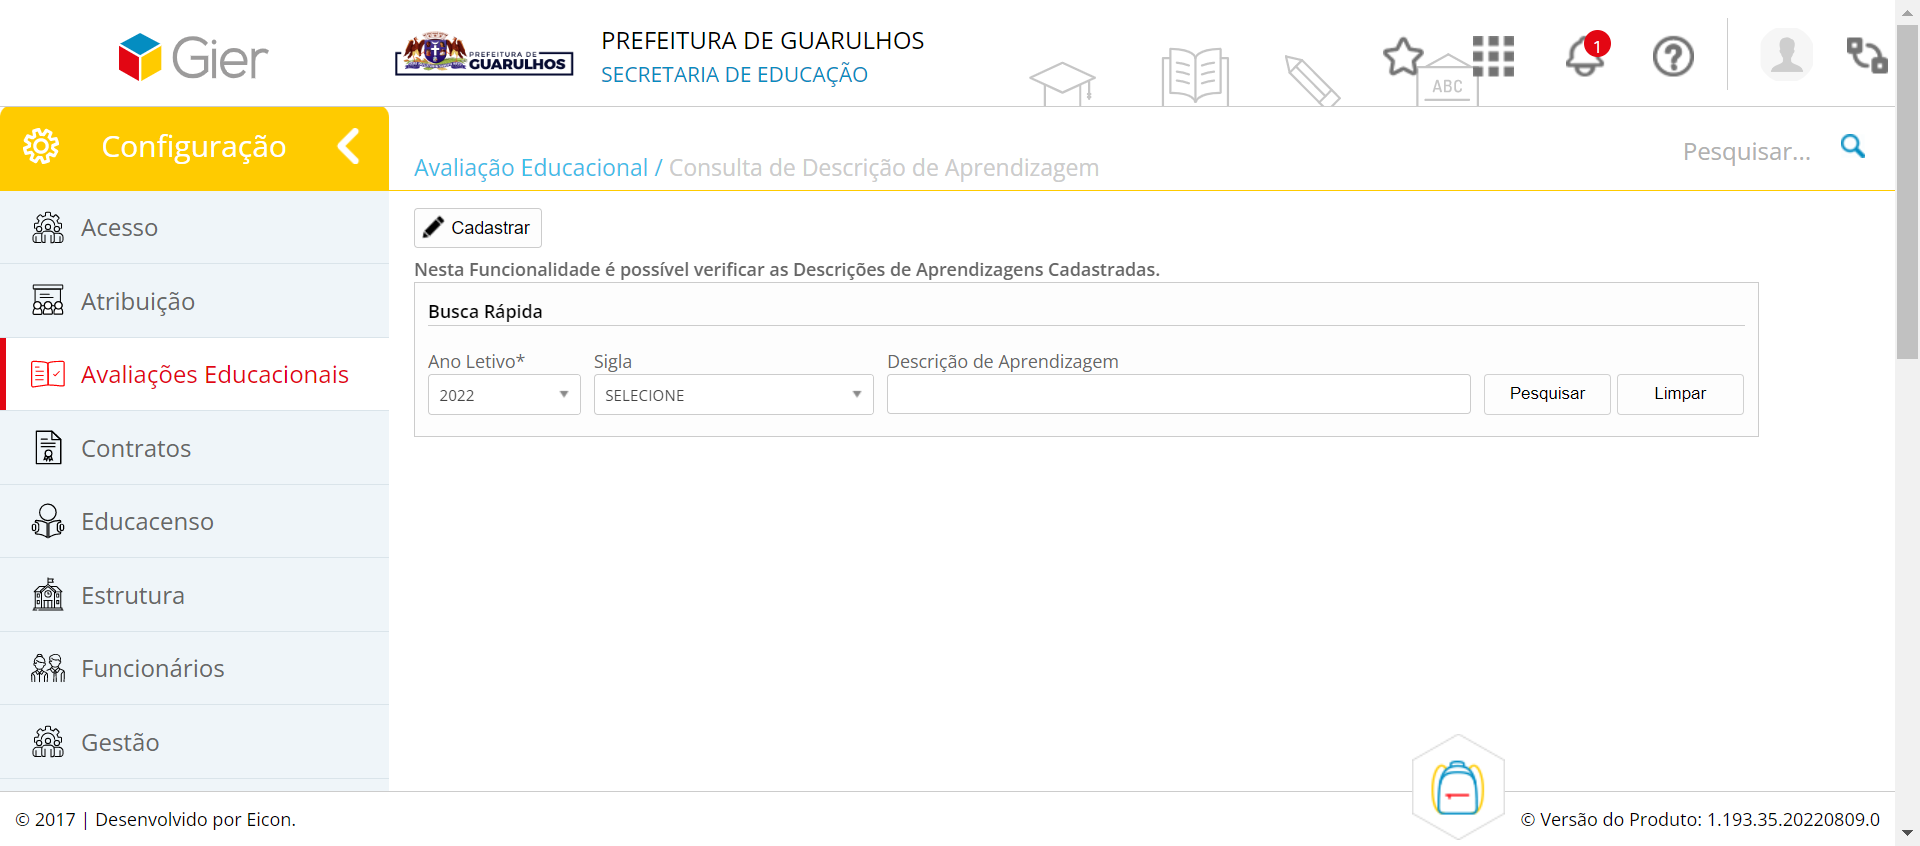 Gier
PREFEITURA DE
GUARULHOS
PREFEITURA DE GUARULHOS
SECRETARIA DE EDUCAÇÃO
ABC
1
Configuração
Avaliação Educacional / Consulta de Descrição de Aprendizagem
Pesquisar...
Acesso
Atribuição
Avaliações Educacionais
Contratos
Educacenso
Estrutura
Funcionários
Gestão
Cadastrar
Nesta Funcionalidade é possível verificar as Descrições de Aprendizagens Cadastradas.
Busca Rápida
Ano Letivo* Sigla Descrição de Aprendizagem
2022 SELECIONE Pesquisar Limpar
© 2017 | Desenvolvido por Eicon.
© Versão do Produto: 1.193.35.20220809.0